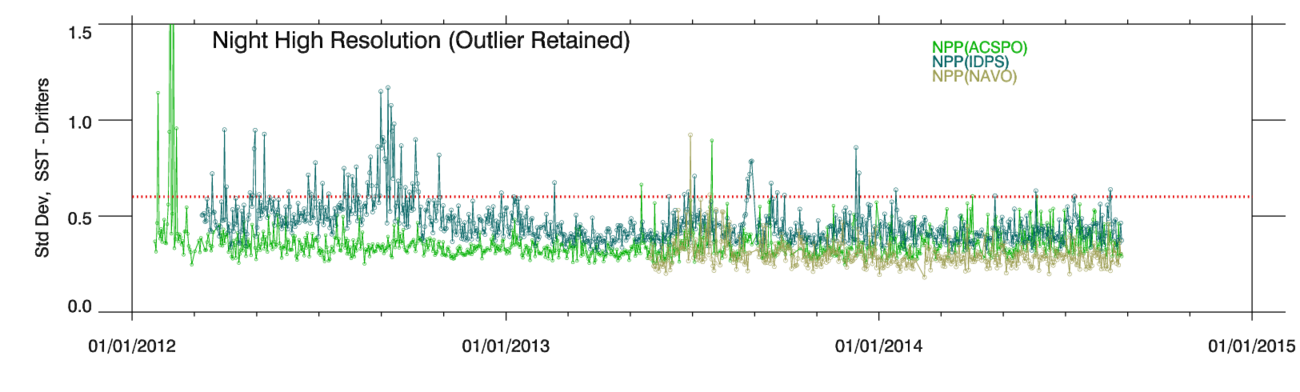 Night High Resolution (Outlier Retained)
NPP(ACSPO)
NPP(IDPS)
NPP(NAVO)
Std Dev, SST - Drifters
1.5
1.0
0.5
0.0
01/01/2012
01/01/2013
01/01/2014
01/01/2015